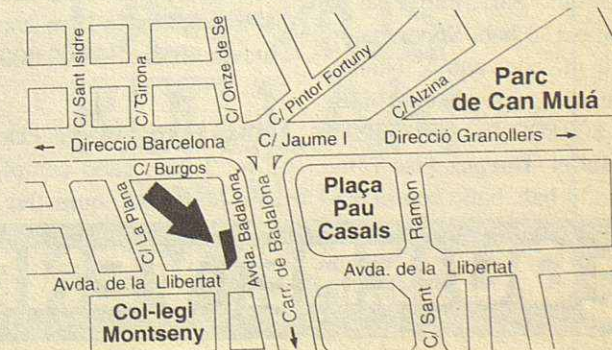 C/ Sant Isidre
C/ Girona
C/ Onze de Se
C/ Pintor Fortuny
C/ Alzina
Parc
de Can Mulá
← Direcció Barcelona
C/ Jaume I
Direcció Granollers →
C/ Burgos
C/ La Plana
Avda. Badalona
Carr. de Badalona
Plaça
Pau
Casals
Ramón
Avda. de la Llibertat
Avda. de la Llibertat
Col-legi
Montseny
C/ Sant